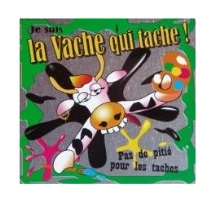 Je suis
la Vache qui tache !
Pas de pitié
pour les taches